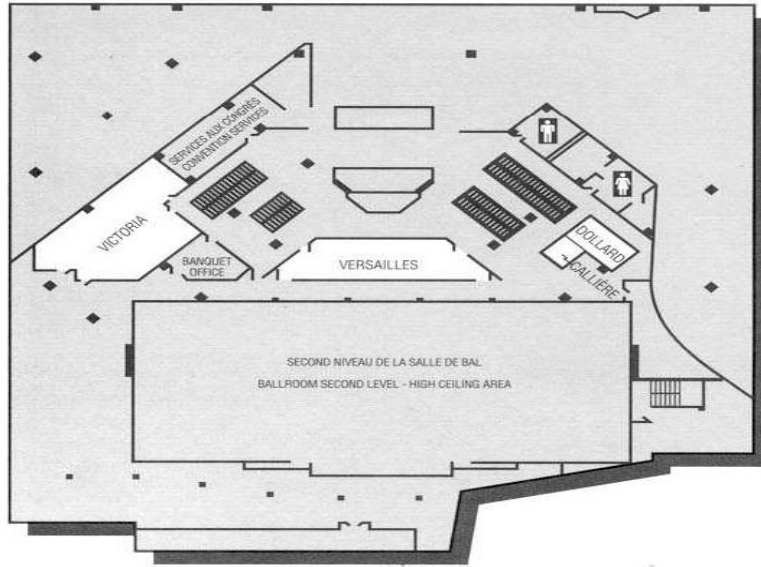 SERVICES AUX CONGRÈS
CONVENTION SERVICES
VICTORIA
BANQUET
OFFICE
VERSAILLES
DOLLARD
CALLIÈRE
SECOND NIVEAU DE LA SALLE DE BAL
BALLROOM SECOND LEVEL - HIGH CEILING AREA